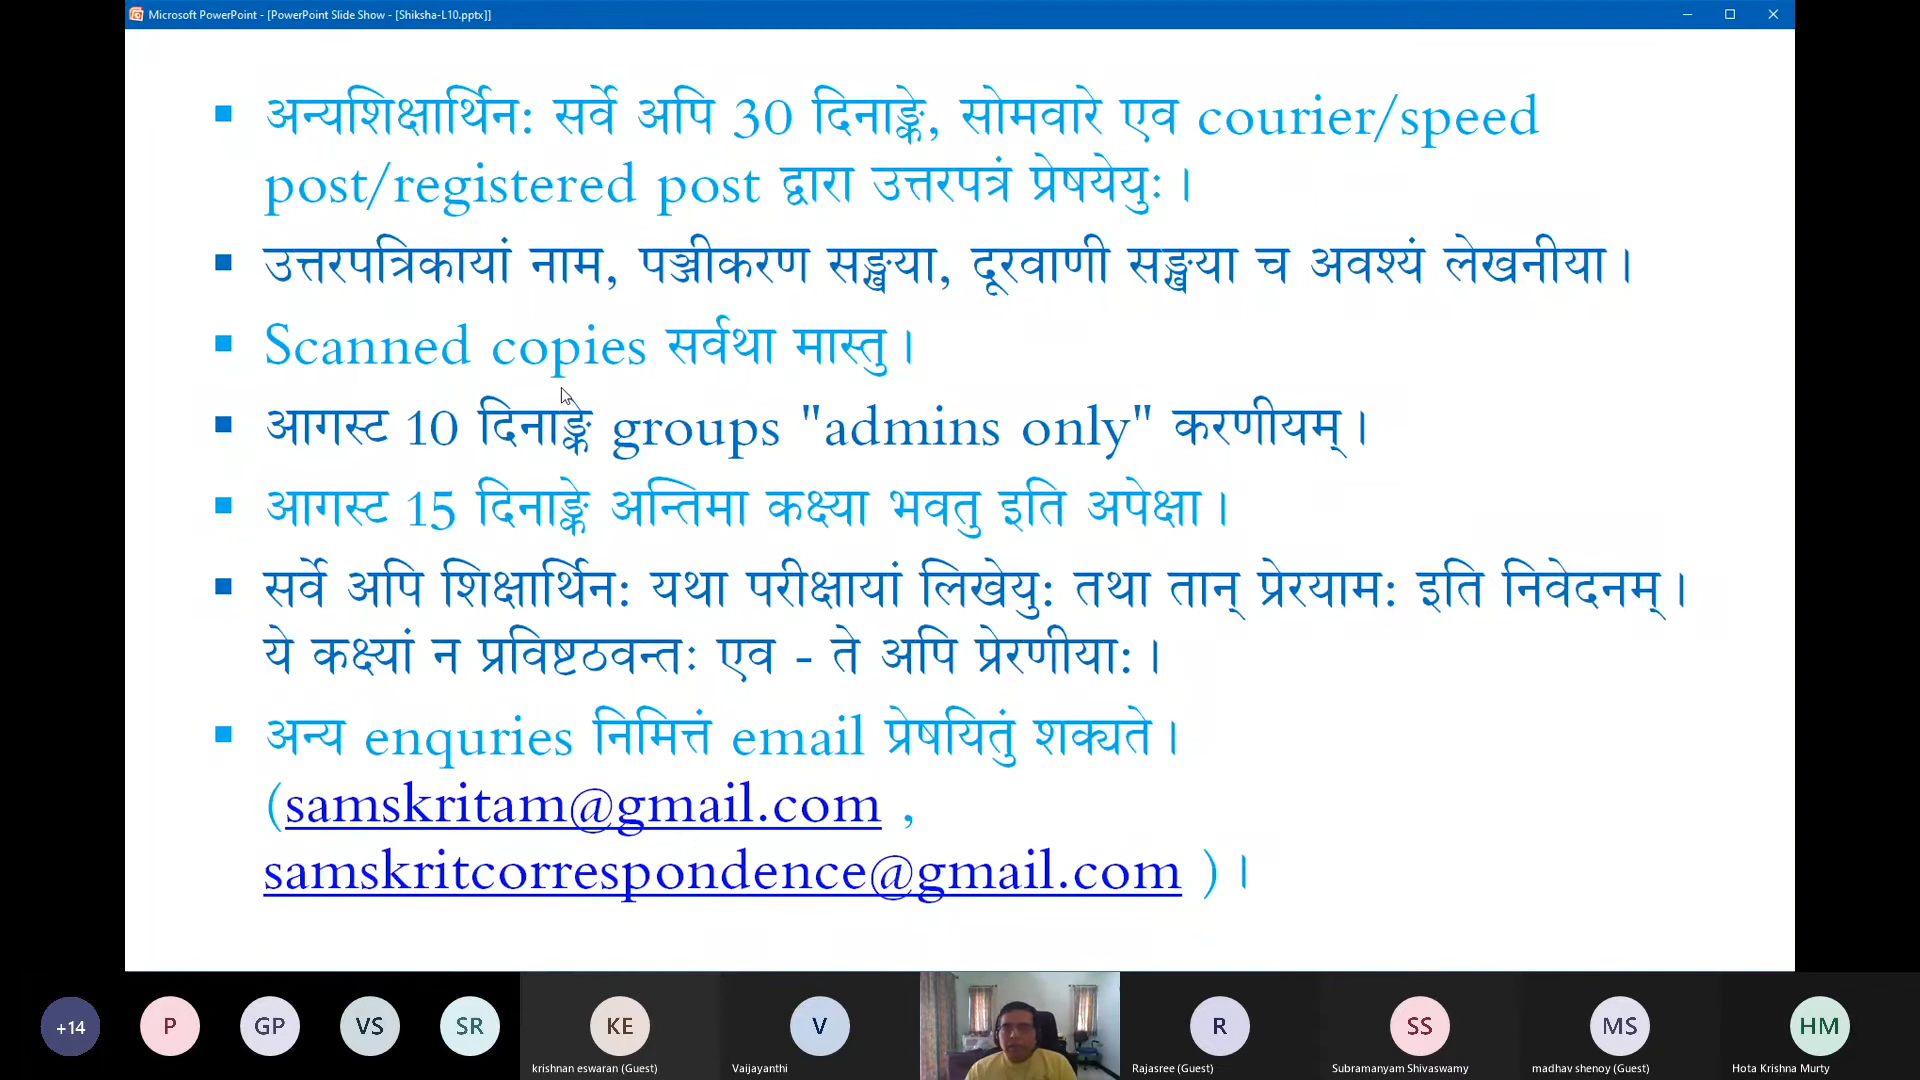 Microsoft PowerPoint - [PowerPoint Slide Show - [Shiksha-L10.pptx]]
अन्यशिक्षार्थिन: सर्वे अपि 30 दिनाङ्के, सोमवारे एव courier/speed
post/registered post द्वारा उत्तरपत्रं प्रेषयेयुः ।
उत्तरपत्रिकायां नाम, पञ्जीकरण सङ्ख्या, दूरवाणी सङ्ख्या च अवश्यं लेखनीया ।
Scanned copies सर्वथा मास्तु ।
आगस्ट 10 दिनाङ्के groups "admins only" करणीयम् ।
आगस्ट 15 दिनाङ्के अन्तिमा कक्ष्या भवतु इति अपेक्षा ।
सर्वे अपि शिक्षार्थिन: यथा परीक्षायां लिखेयु: तथा तान् प्रेरयाम: इति निवेदनम् ।
ये कक्ष्यां न प्रविष्टठवन्तः एव - ते अपि प्रेरणीया: ।
अन्य enquries निमित्तं email प्रेषयितुं शक्यते ।
(samskritam@gmail.com ,
samskritcorrespondence@gmail.com ) ।
+14 P GP VS SR KE V R SS MS HM
krishnan eswaran (Guest) Vaijayanthi Rajasree (Guest) Subramanyam Shivaswamy madhav shenoy (Guest) Hota Krishna Murty